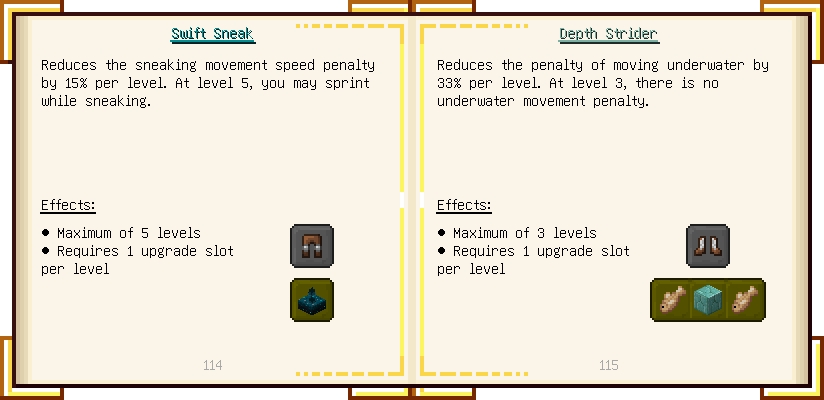 Swift Sneak
Reduces the sneaking movement speed penalty
by 15% per level. At level 5, you may sprint
while sneaking.
Effects:
● Maximum of 5 levels
● Requires 1 upgrade slot
per level
114
Depth Strider
Reduces the penalty of moving underwater by
33% per level. At level 3, there is no
underwater movement penalty.
Effects:
● Maximum of 3 levels
● Requires 1 upgrade slot
per level
115